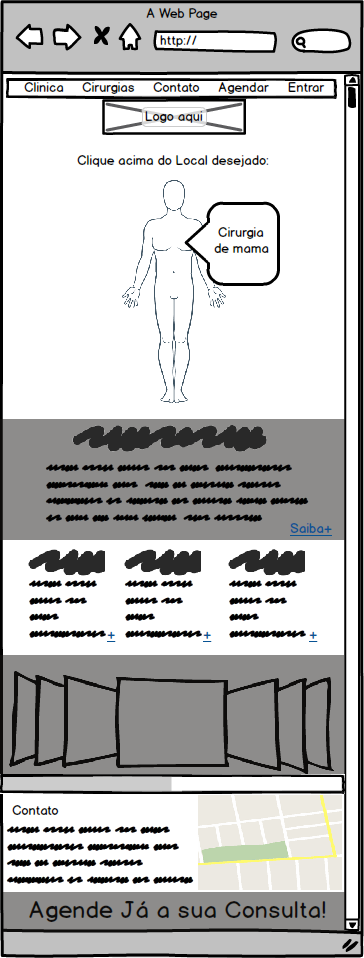 A Web Page
http://
Clinica Cirurgias Contato Agendar Entrar
Logo aqui
Clique acima do Local desejado:
Cirurgia
de mama
Saiba+
+ + +
Contato
Agende Já a sua Consulta!